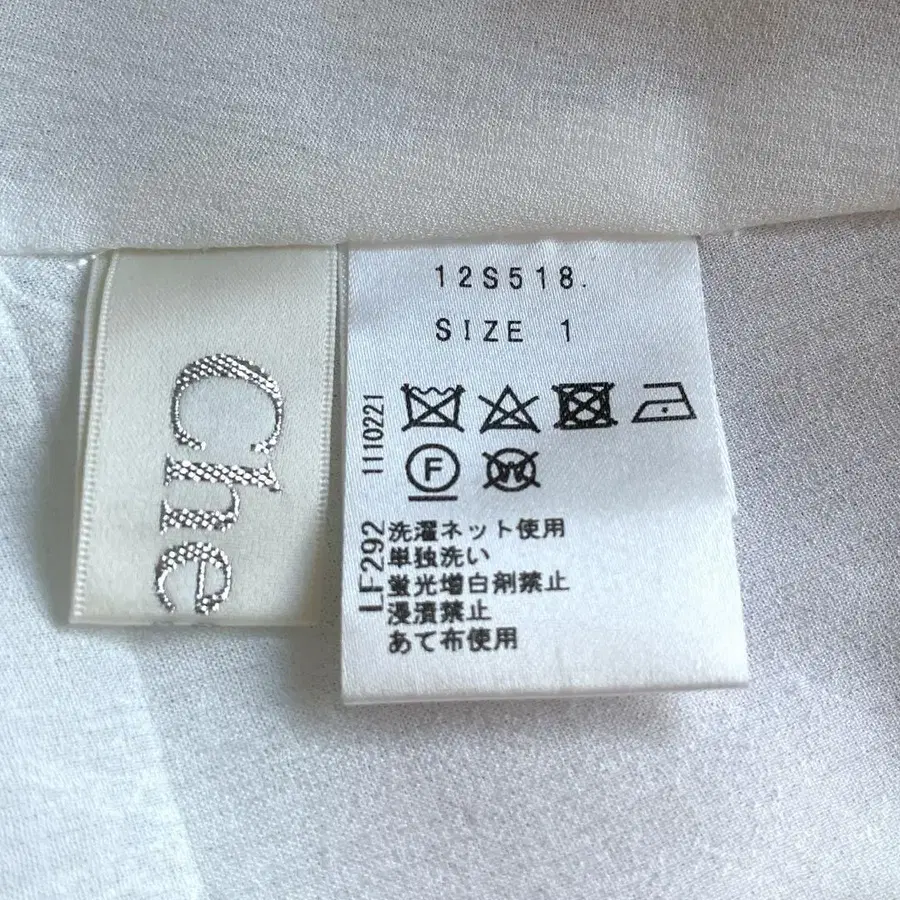 Che
12S518.
SIZE 1
1110221
F
W
LF292
洗濯ネット使用
単独洗い
蛍光増白剤禁止
浸漬禁止
あて布使用